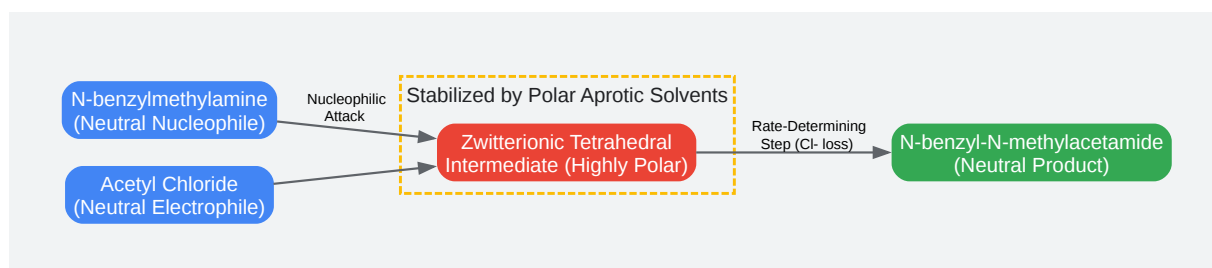 N-benzylmethylamine
(Neutral Nucleophile)
Nucleophilic
Attack
Acetyl Chloride
(Neutral Electrophile)
Stabilized by Polar Aprotic Solvents
Zwitterionic Tetrahedral
Intermediate (Highly Polar)
Rate-Determining
Step (Cl- loss)
N-benzyl-N-methylacetamide
(Neutral Product)